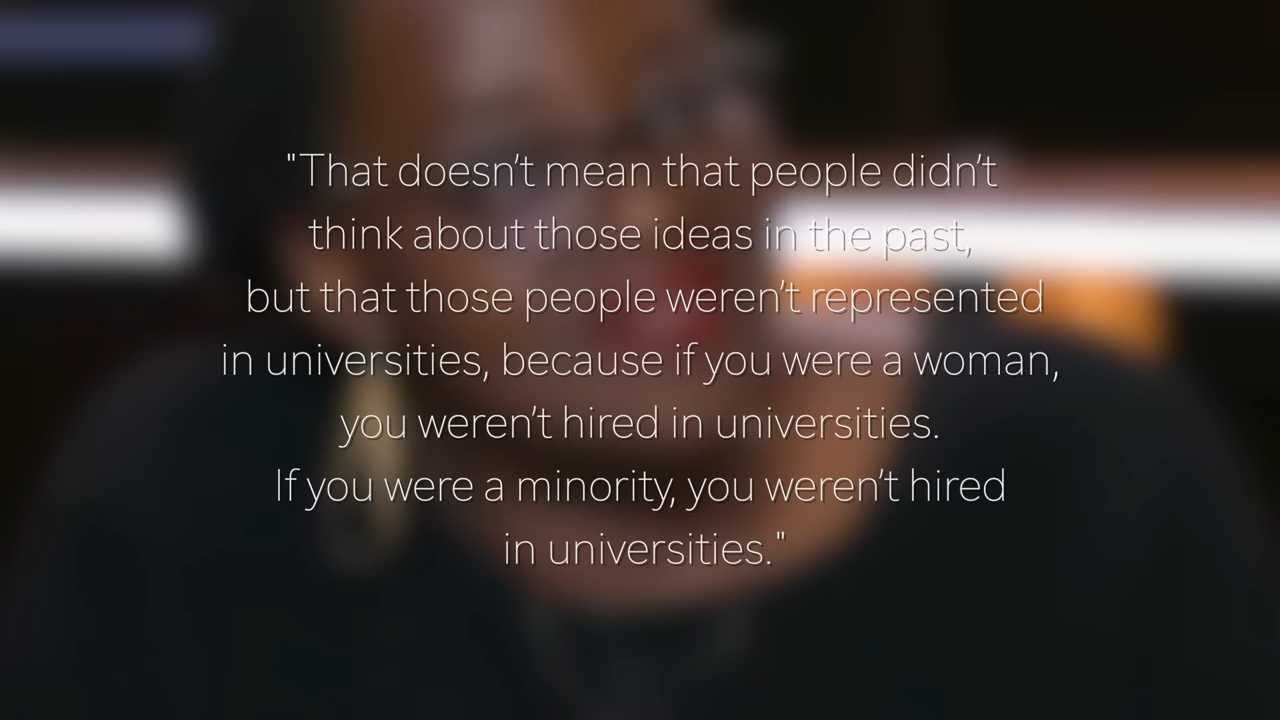 "That doesn’t mean that people didn’t
think about those ideas in the past,
but that those people weren’t represented
in universities, because if you were a woman,
you weren’t hired in universities.
If you were a minority, you weren’t hired
in universities."